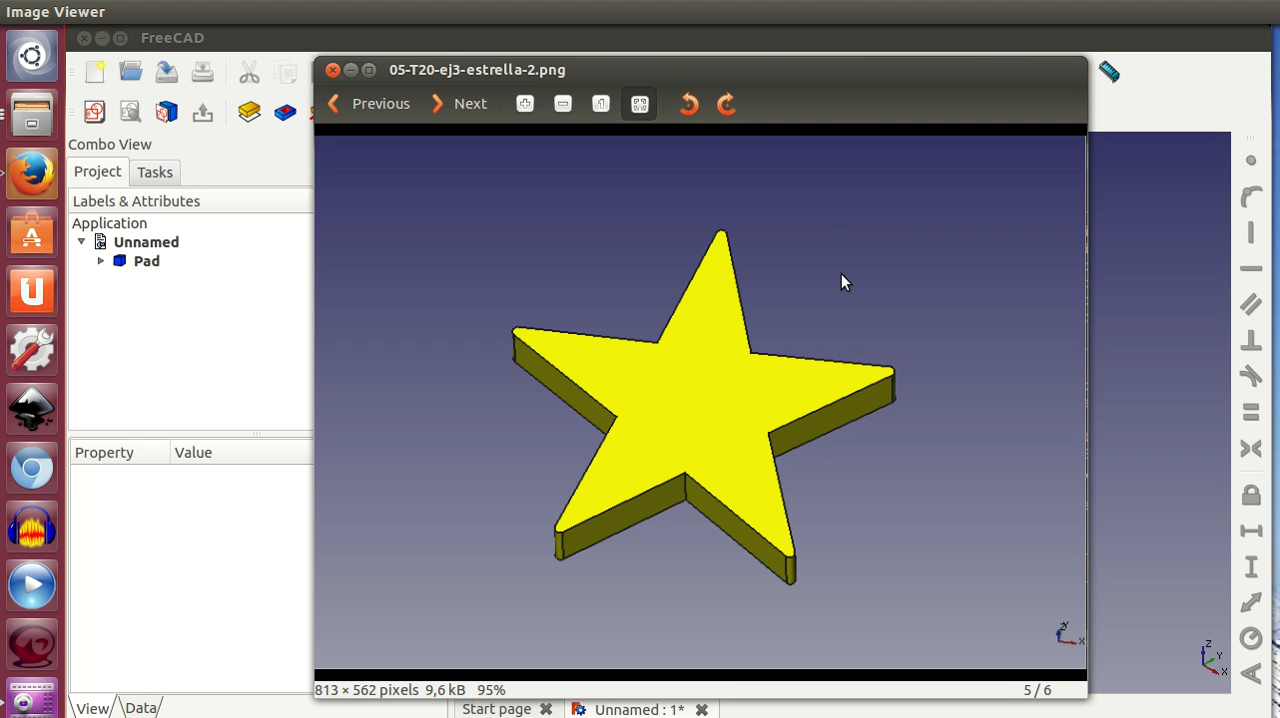 Image Viewer
FreeCAD
05-T20-ej3-estrella-2.png
Previous
Next
Combo View
Project
Tasks
Labels & Attributes
Application
Unnamed
Pad
Property
Value
Z
Y
X
Z
Y
X
813 × 562 pixels 9,6 kB 95%
5 / 6
View
Data
Start page
Unnamed : 1*